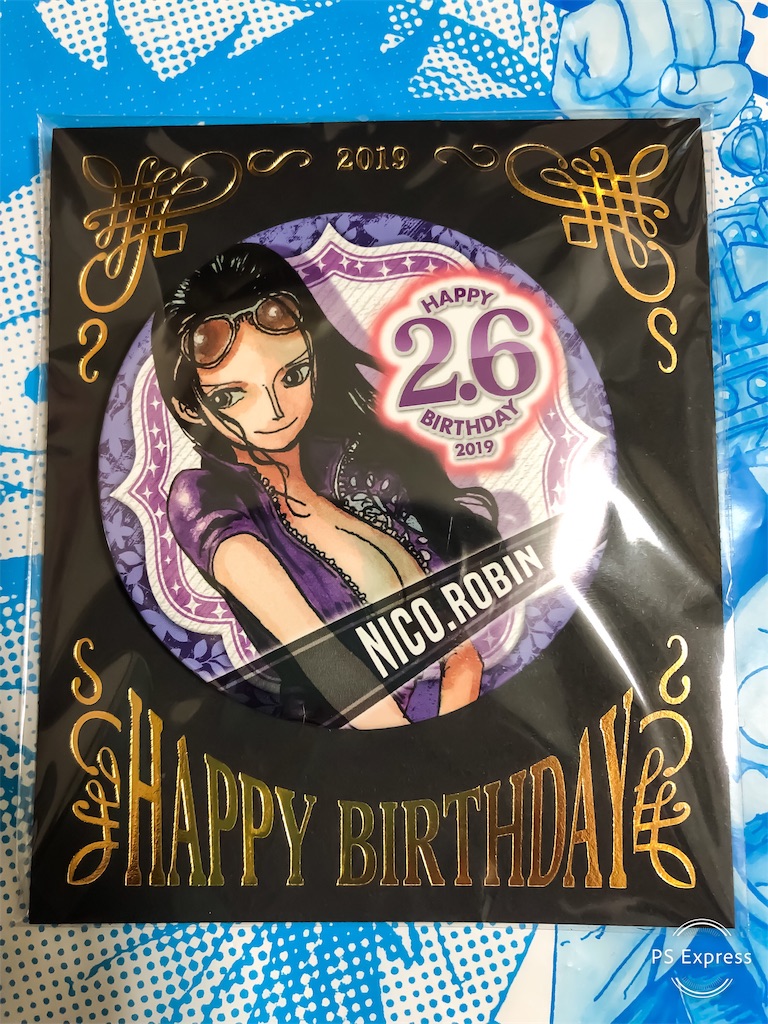 2019
HAPPY
2.6
BIRTHDAY
2019
NICO.ROBIN
HAPPY BIRTHDAY
PS Express